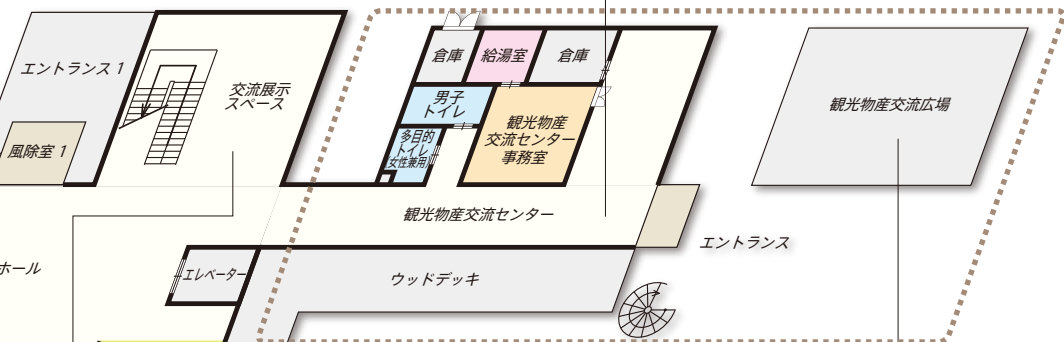 エントランス 1
交流展示
スペース
倉庫
給湯室
倉庫
男子
トイレ
多目的
トイレ
女性兼用
観光物産
交流センター
事務室
観光物産交流広場
風除室 1
観光物産交流センター
エントランス
ホール
エレベーター
ウッドデッキ